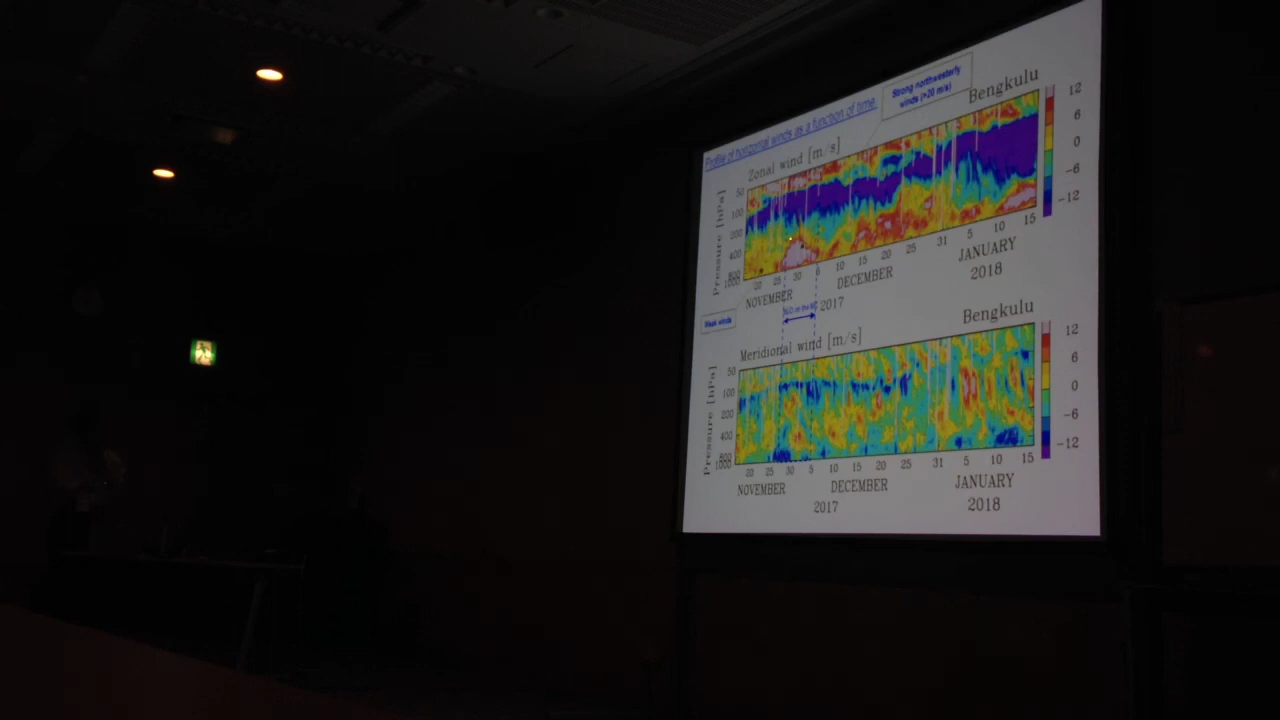 Profile of horizontal winds as a function of time.
Strong northwesterly
winds (>20 m/s)
Zonal wind [m/s]
Bengkulu
Pressure [hPa]
50
100
200
400
800
1000
12
6
0
-6
-12
20 25 30 6 10 15 20 25 31 5 10 15
NOVEMBER DECEMBER JANUARY
2017 2018
Weak winds
Meridional wind [m/s]
Bengkulu
Pressure [hPa]
50
100
200
400
800
1000
12
6
0
-6
-12
20 25 30 5 10 15 20 25 31 5 10 15
NOVEMBER DECEMBER JANUARY
2017 2018